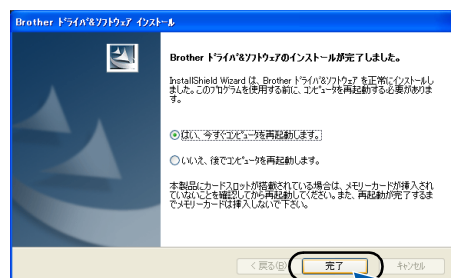 Brother ドライバ&ソフトウェア インストール
Brother ドライバ&ソフトウェアのインストールが完了しました。
InstallShield Wizard は、Brother ドライバ&ソフトウェア を正常にインストールし
ました。このプログラムを使用する前に、コンピュータを再起動する必要がありま
す。
はい、今すぐコンピュータを再起動します。
いいえ、後でコンピュータを再起動します。
本製品にカードスロットが搭載されている場合は、メモリーカードが挿入され
ていないことを確認してから再起動してください。また、再起動が完了するま
でメモリーカードは挿入しないで下さい。
< 戻る(B)
完了
キャンセル